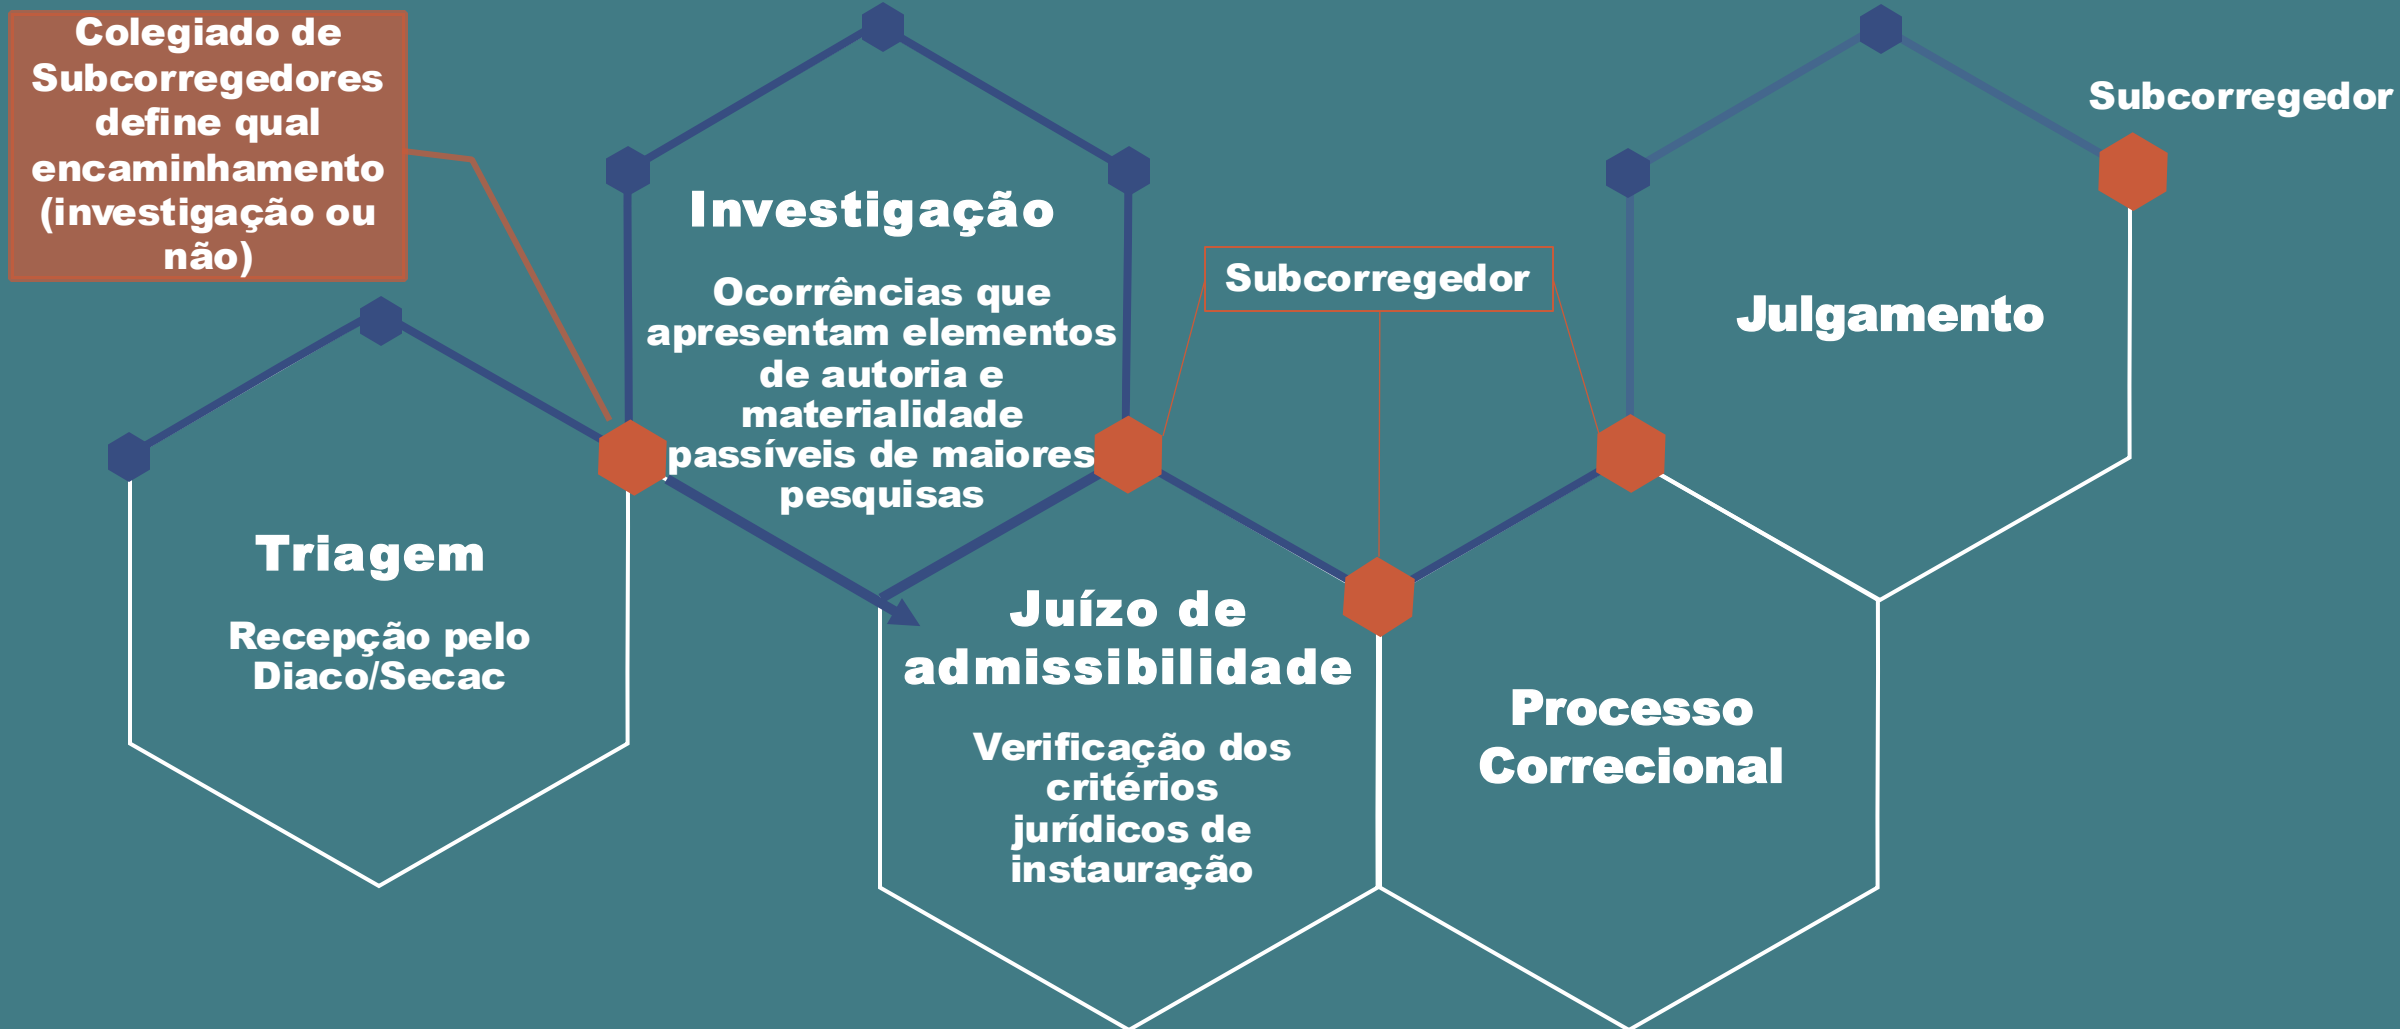 Colegiado de
Subcorregedores
define qual
encaminhamento
(investigação ou
não)
Triagem
Recepção pelo
Diaco/Secac
Investigação
Ocorrências que
apresentam elementos
de autoria e
materialidade
passíveis de maiores
pesquisas
Subcorregedor
Juízo de
admissibilidade
Verificação dos
critérios
jurídicos de
instauração
Processo
Correcional
Julgamento
Subcorregedor